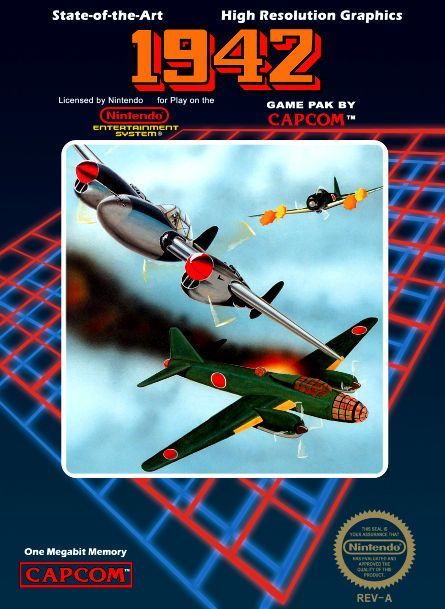 State-of-the-Art High Resolution Graphics
1942
Licensed by Nintendo for Play on the
Nintendo
ENTERTAINMENT
SYSTEM®
GAME PAK BY
CAPCOM™
One Megabit Memory
CAPCOM™
THIS SEAL IS
YOUR ASSURANCE THAT
Nintendo
HAS EVALUATED AND
APPROVED THE
QUALITY OF THIS
PRODUCT.
REV-A